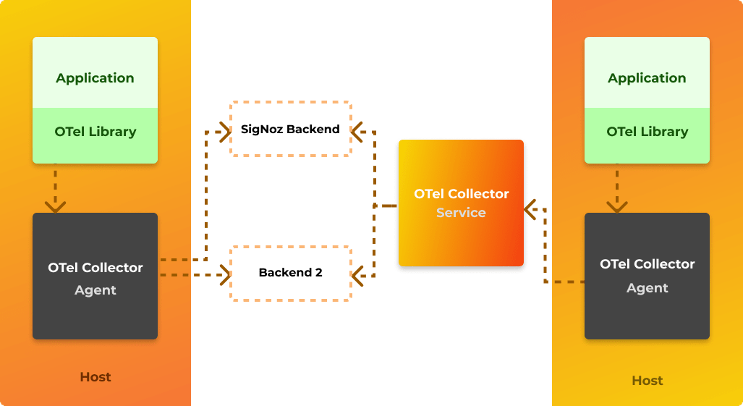 Application
OTel Library
OTel Collector
Agent
Host
SigNoz Backend
Backend 2
OTel Collector
Service
Application
OTel Library
OTel Collector
Agent
Host